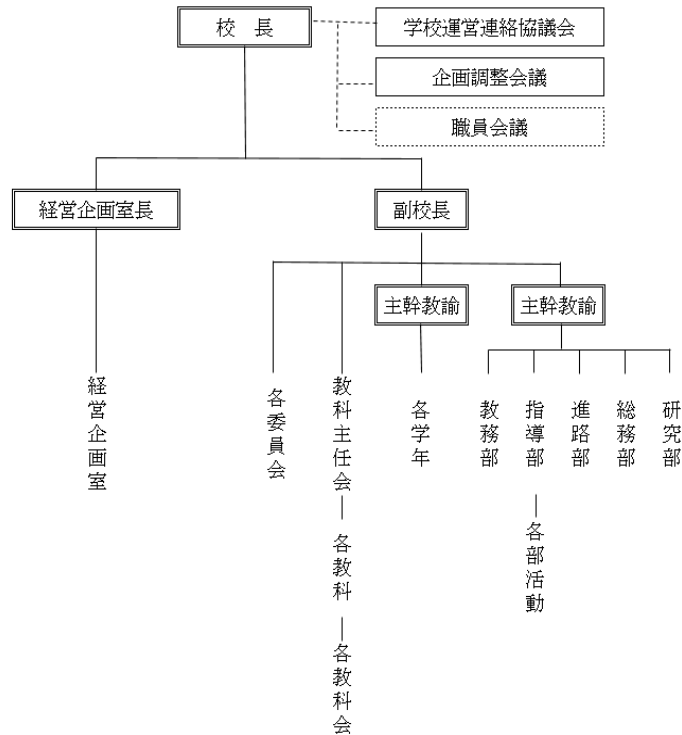 校 長
学校運営連絡協議会
企画調整会議
職員会議
経営企画室長
副校長
主幹教諭
主幹教諭
経営企画室
各委員会
教科主任会
各学年
教務部
指導部
進路部
総務部
研究部
各教科
各部活動
各教科会